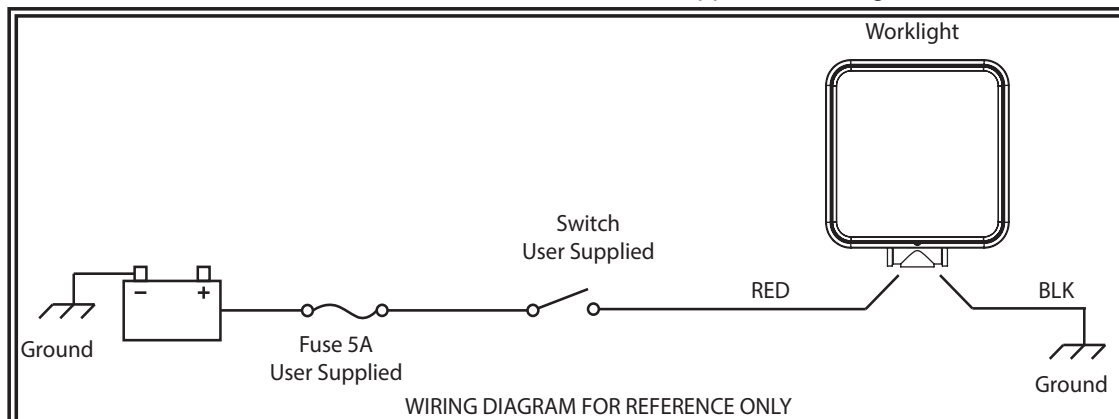 Worklight
Switch
User Supplied
RED
BLK
– +
Ground
Fuse 5A
User Supplied
Ground
WIRING DIAGRAM FOR REFERENCE ONLY